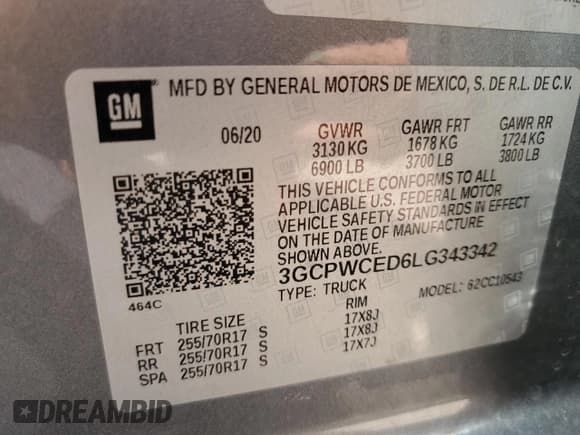 GM
MFD BY GENERAL MOTORS DE MEXICO, S. DE R.L. DE C.V.
06/20
GVWR
3130 KG
6900 LB
GAWR FRT
1678 KG
3700 LB
GAWR RR
1724 KG
3800 LB
THIS VEHICLE CONFORMS TO ALL
APPLICABLE U.S. FEDERAL MOTOR
VEHICLE SAFETY STANDARDS IN EFFECT
ON THE DATE OF MANUFACTURE
SHOWN ABOVE.
3GCPWCED6LG343342
TYPE: TRUCK
MODEL: 62CC10543
464C
TIRE SIZE
RIM
FRT 255/70R17 S 17X8J
RR 255/70R17 S 17X8J
SPA 255/70R17 S 17X7J
DREAMBID